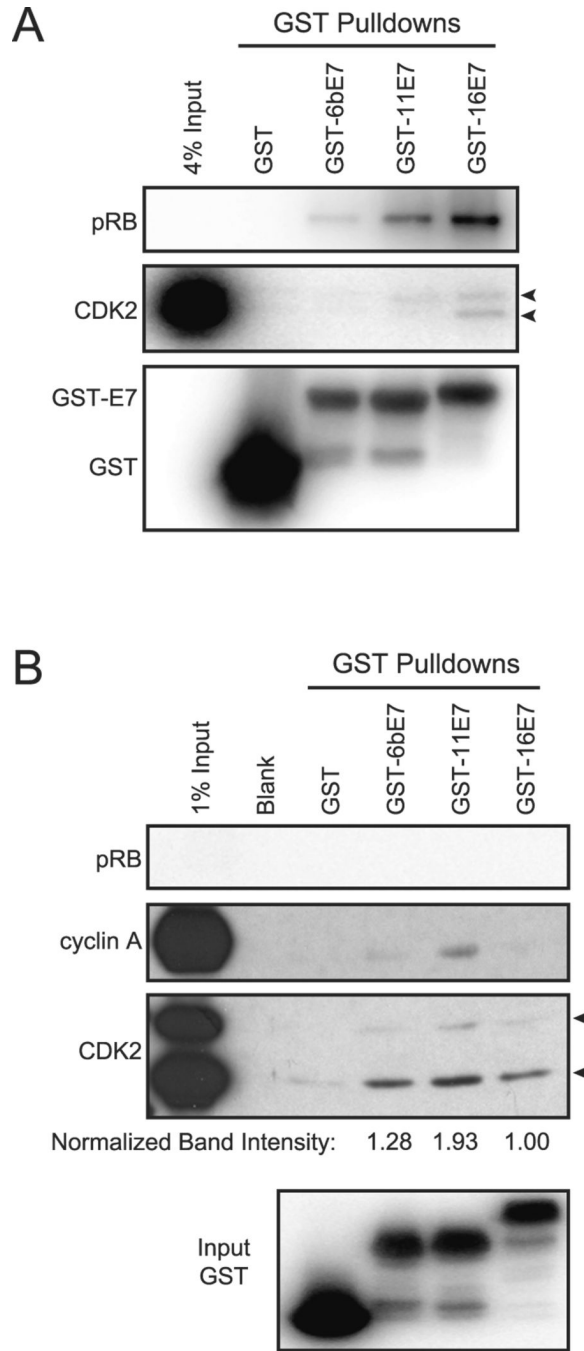 A
GST Pulldowns
4% Input
GST
GST-6bE7
GST-11E7
GST-16E7
pRB
CDK2
GST-E7
GST
B
GST Pulldowns
1% Input
Blank
GST
GST-6bE7
GST-11E7
GST-16E7
pRB
cyclin A
CDK2
Normalized Band Intensity: 1.28 1.93 1.00
Input
GST